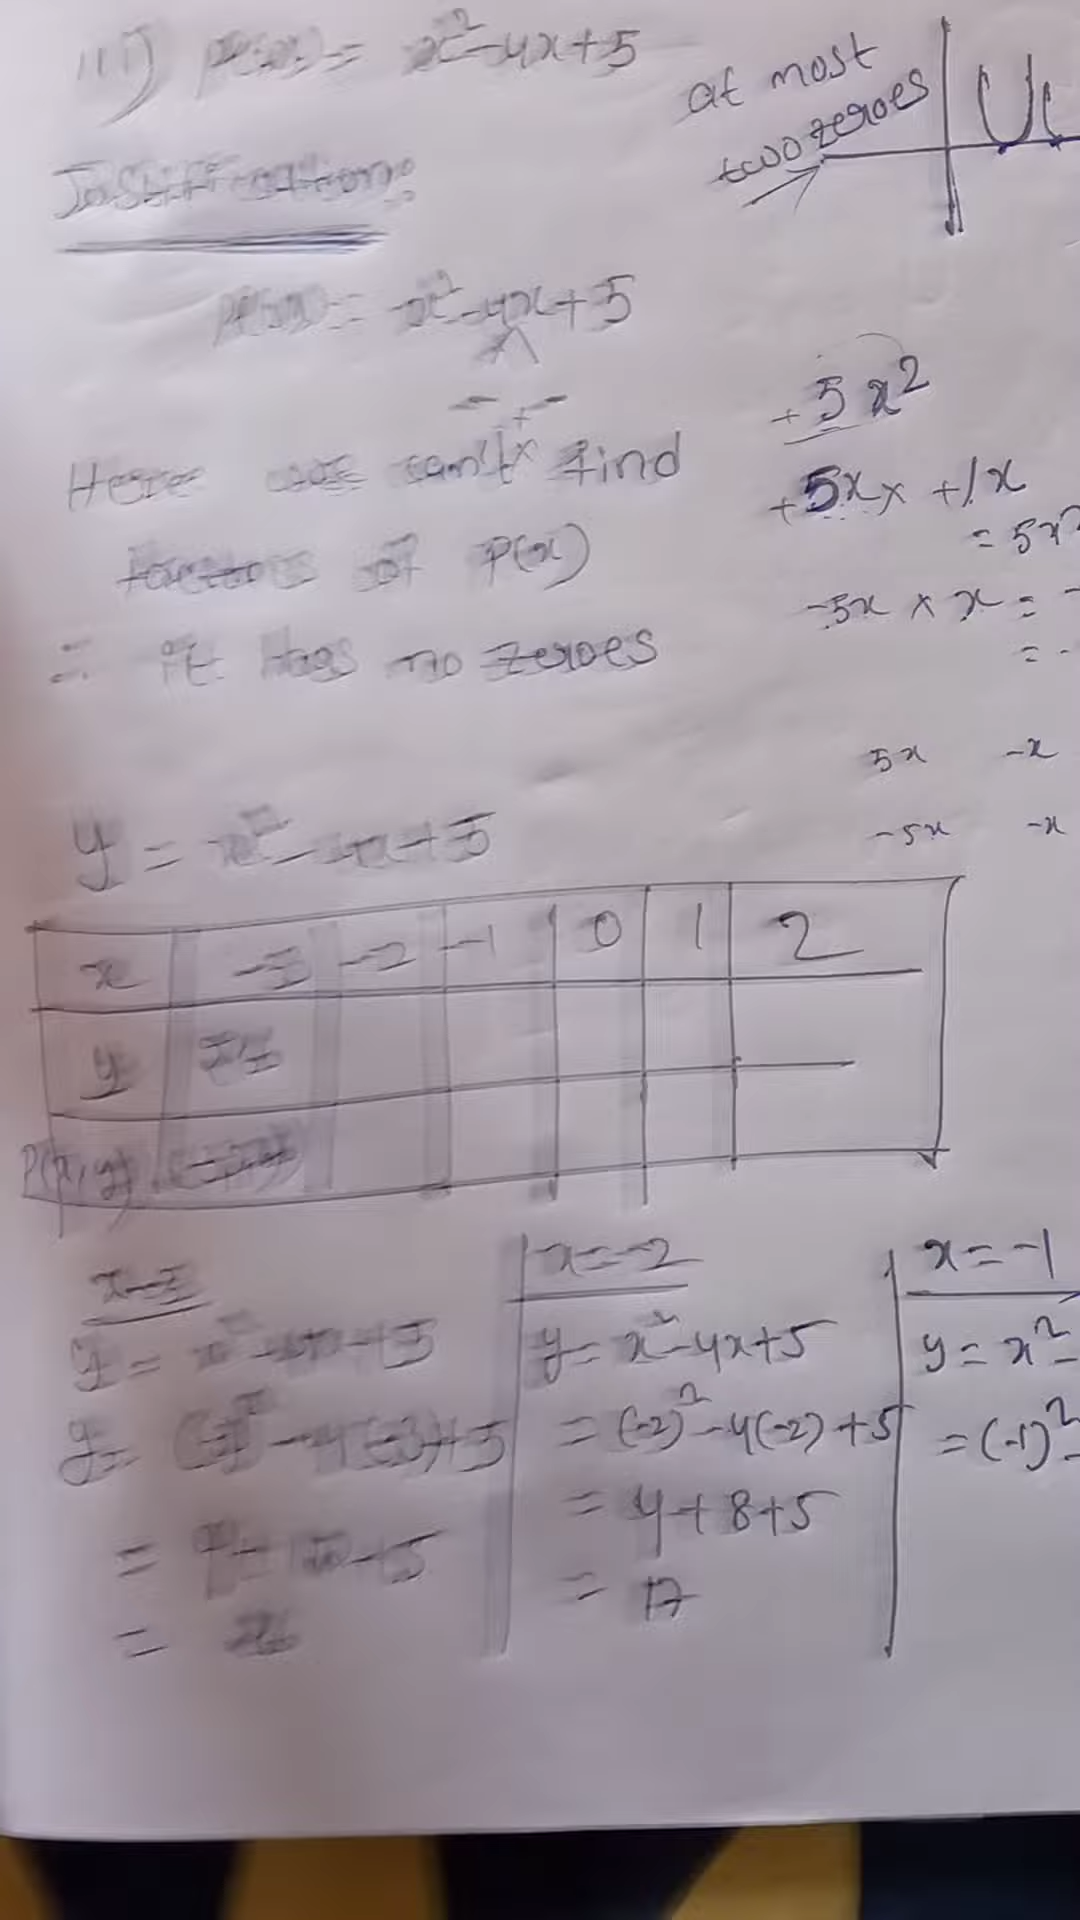 iii) P(x) = x² - 4x + 5
at most
two zeroes
Justification:
P(x) = x² - 4x + 5
Here we can't find
factors of P(x)
∴ it has no zeroes
+ 5x²
+5x × +1x
= 5x²
-5x × x = -
= -
5x -x
-5x -x
y = x² - 4x + 5
x -3 -2 -1 0 1 2
y
P(x,y)
x=-3
y = x² - 4x + 5
y = (-3)² - 4(-3) + 5
= 26
x = -2
y = x² - 4x + 5
= (-2)² - 4(-2) + 5
= 4 + 8 + 5
= 17
x = -1
y = x² -
= (-1)² -